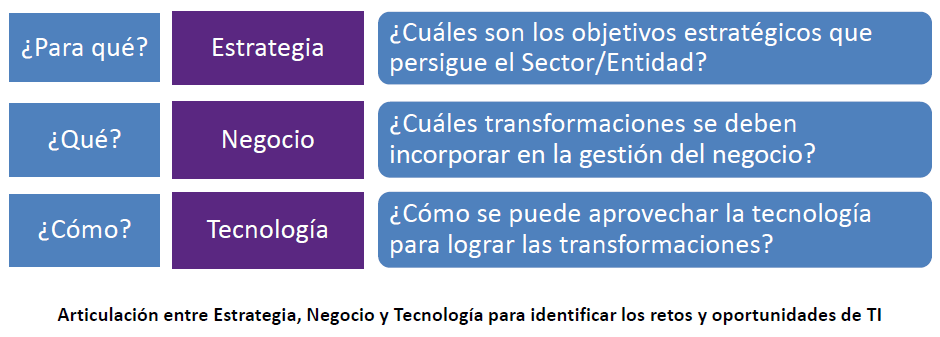 ¿Para qué?
Estrategia
¿Cuáles son los objetivos estratégicos que
persigue el Sector/Entidad?
¿Qué?
Negocio
¿Cuáles transformaciones se deben
incorporar en la gestión del negocio?
¿Cómo?
Tecnología
¿Cómo se puede aprovechar la tecnología
para lograr las transformaciones?
Articulación entre Estrategia, Negocio y Tecnología para identificar los retos y oportunidades de TI